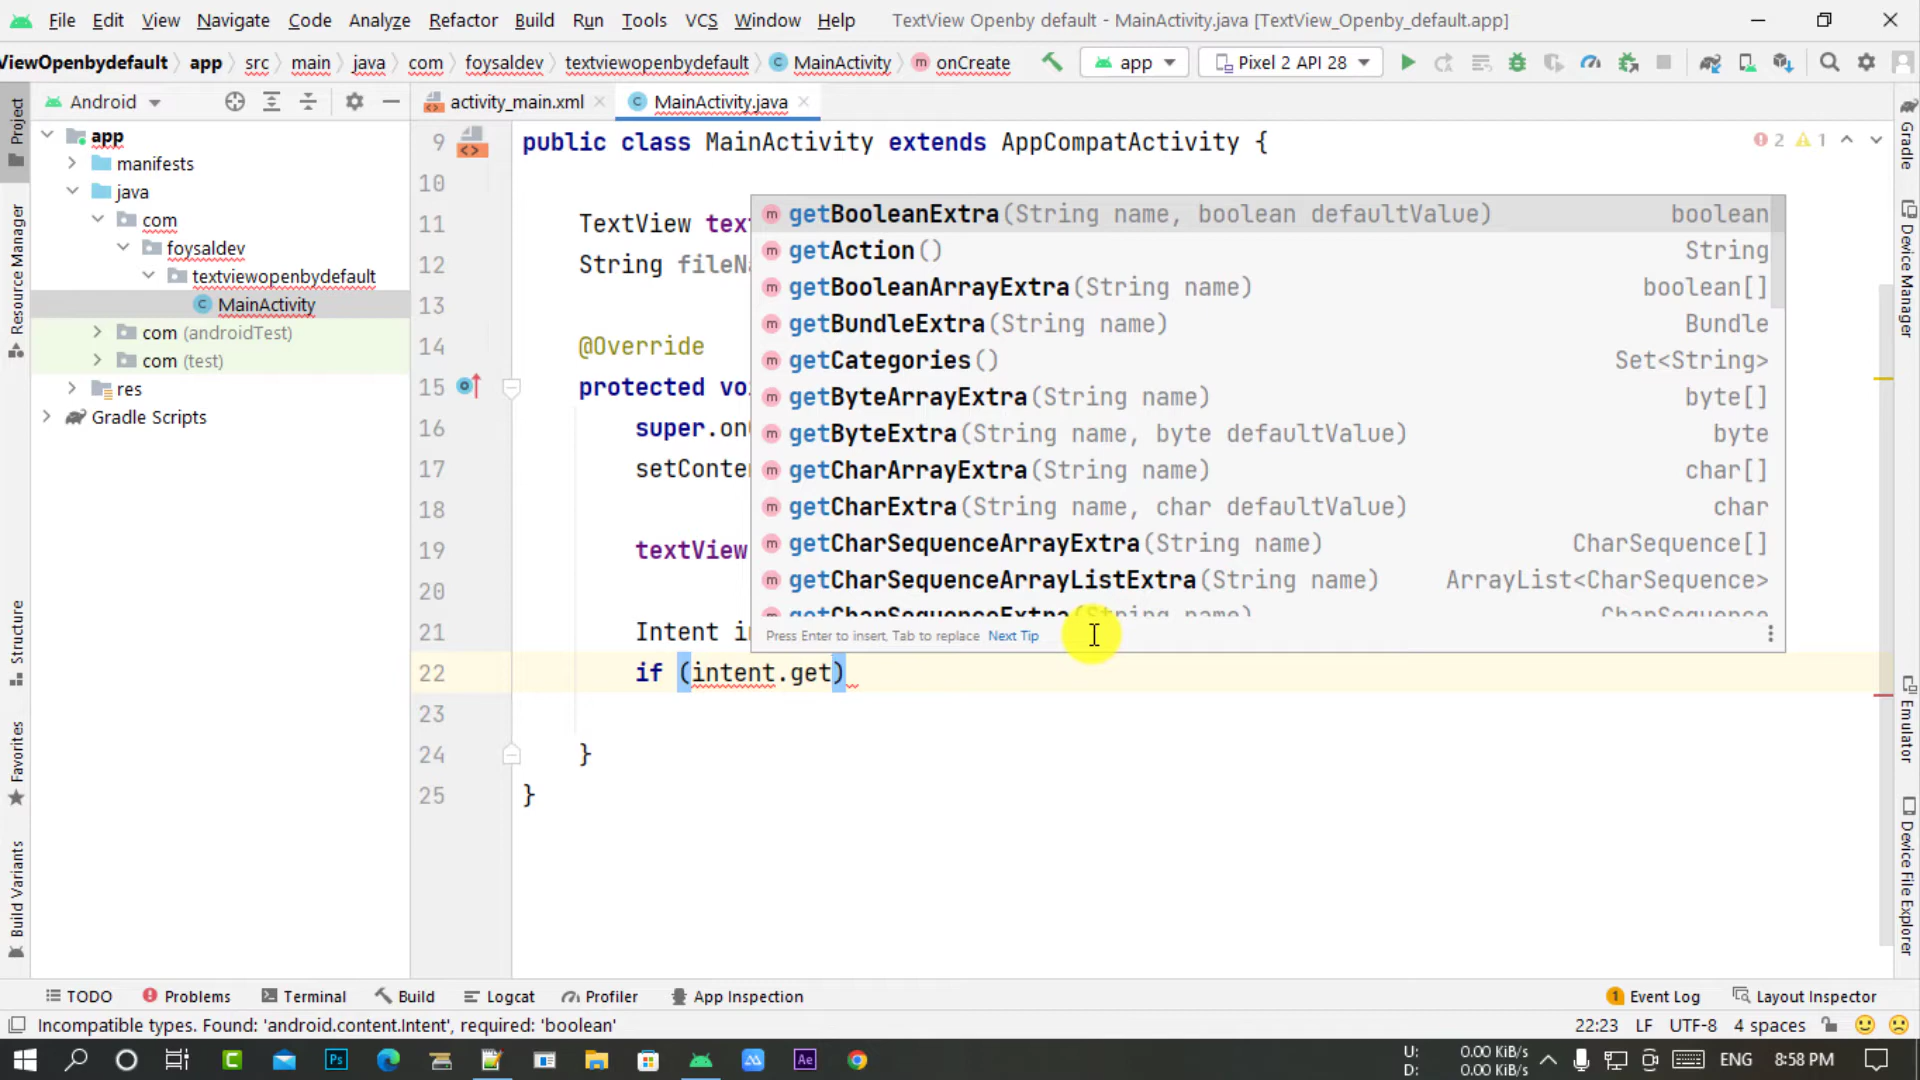 File Edit View Navigate Code Analyze Refactor Build Run Tools VCS Window Help TextView Openby default - MainActivity.java [TextView_Openby_default.app]
ViewOpenbydefault app src main java com foysaldev textviewopenbydefault MainActivity onCreate app Pixel 2 API 28
Android
activity_main.xml MainActivity.java
Project
Resource Manager
Structure
Favorites
Build Variants
app
manifests
java
com
foysaldev
textviewopenbydefault
MainActivity
com (androidTest)
com (test)
res
Gradle Scripts
9 public class MainActivity extends AppCompatActivity {
2 1
10
11 TextView tex
12 String fileNa
13
14 @Override
15 protected voi
16 super.on
17 setConte
18
19 textView
20
21 Intent in
22 if (intent.get)
23
24 }
25 }
getBooleanExtra(String name, boolean defaultValue) boolean
getAction() String
getBooleanArrayExtra(String name) boolean[]
getBundleExtra(String name) Bundle
getCategories() Set<String>
getByteArrayExtra(String name) byte[]
getByteExtra(String name, byte defaultValue) byte
getCharArrayExtra(String name) char[]
getCharExtra(String name, char defaultValue) char
getCharSequenceArrayExtra(String name) CharSequence[]
getCharSequenceArrayListExtra(String name) ArrayList<CharSequence>
getCharSequenceExtra(String name) CharSequence
Press Enter to insert, Tab to replace Next Tip
Gradle
Device Manager
Emulator
Device File Explorer
TODO Problems Terminal Build Logcat Profiler App Inspection 1 Event Log Layout Inspector
Incompatible types. Found: 'android.content.Intent', required: 'boolean' 22:23 LF UTF-8 4 spaces
C Ps Ae
U: 0.00 KiB/s
D: 0.00 KiB/s
ENG 8:58 PM